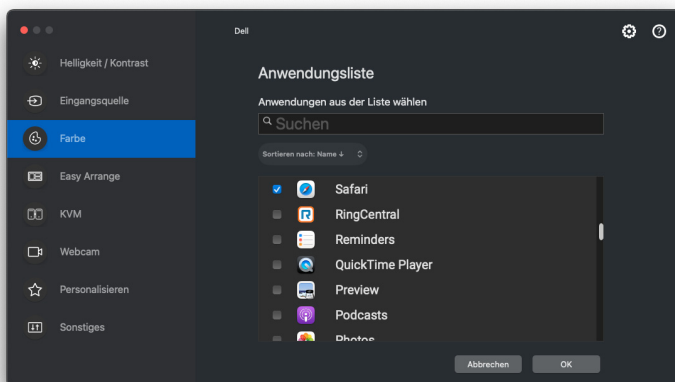 Dell
Helligkeit / Kontrast
Eingangsquelle
Farbe
Easy Arrange
KVM
Webcam
Personalisieren
Sonstiges
Anwendungsliste
Anwendungen aus der Liste wählen
Suchen
Sortieren nach: Name ↓
Safari
RingCentral
Reminders
QuickTime Player
Preview
Podcasts
Photos
Abbrechen
OK